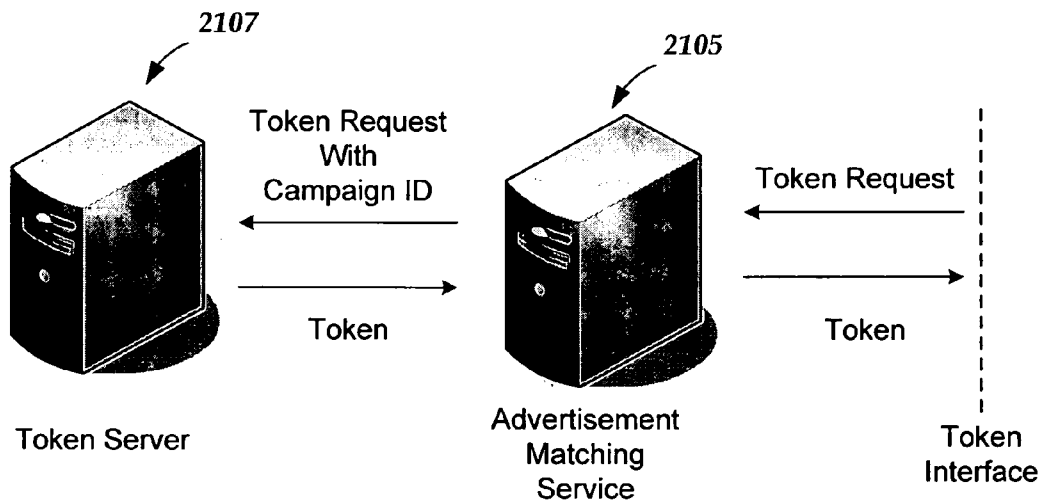 2107
2105
Token Request
With
Campaign ID
Token Request
Token
Token
Token Server
Advertisement
Matching
Service
Token
Interface